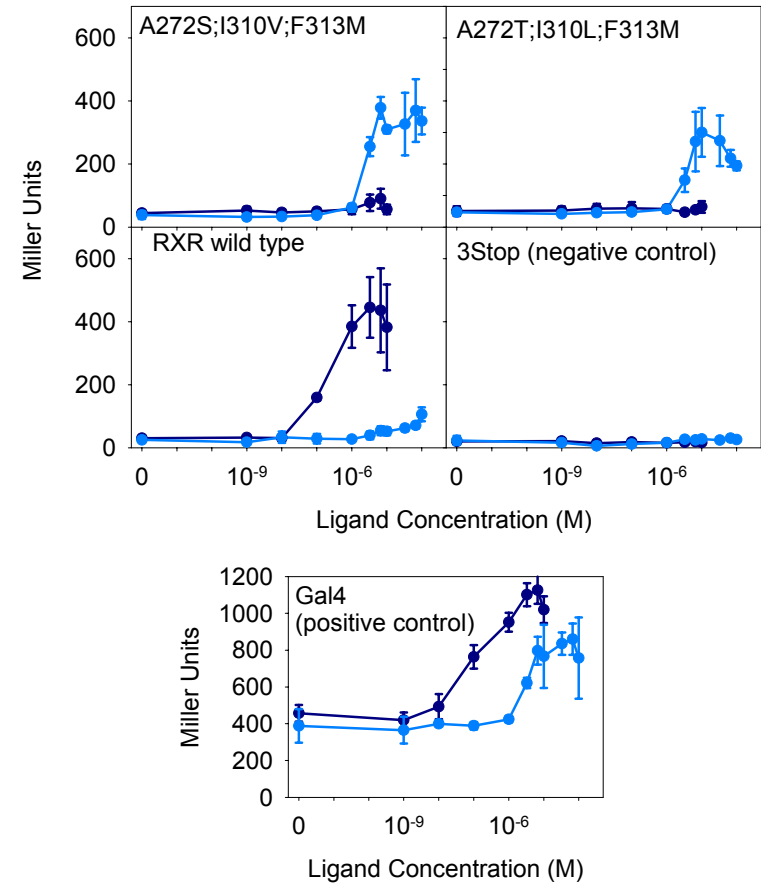 A272S;I310V;F313M
A272T;I310L;F313M
600
400
200
0
RXR wild type
3Stop (negative control)
600
400
200
0
Miller Units
0
10⁻⁹
10⁻⁶
0
10⁻⁹
10⁻⁶
Ligand Concentration (M)
Gal4
(positive control)
1200
1000
800
600
400
200
0
Miller Units
0
10⁻⁹
10⁻⁶
Ligand Concentration (M)